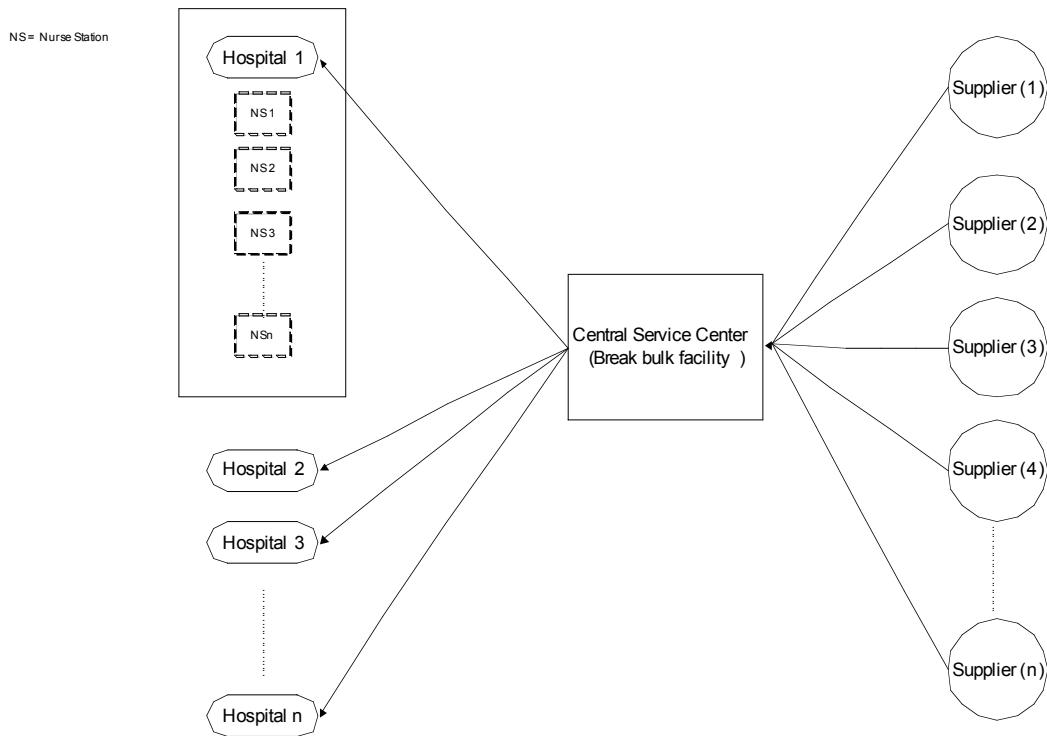 NS = Nurse Station
Hospital 1
NS1
NS2
NS3
NSn
Hospital 2
Hospital 3
Hospital n
Central Service Center
(Break bulk facility )
Supplier (1)
Supplier (2)
Supplier (3)
Supplier (4)
Supplier (n)